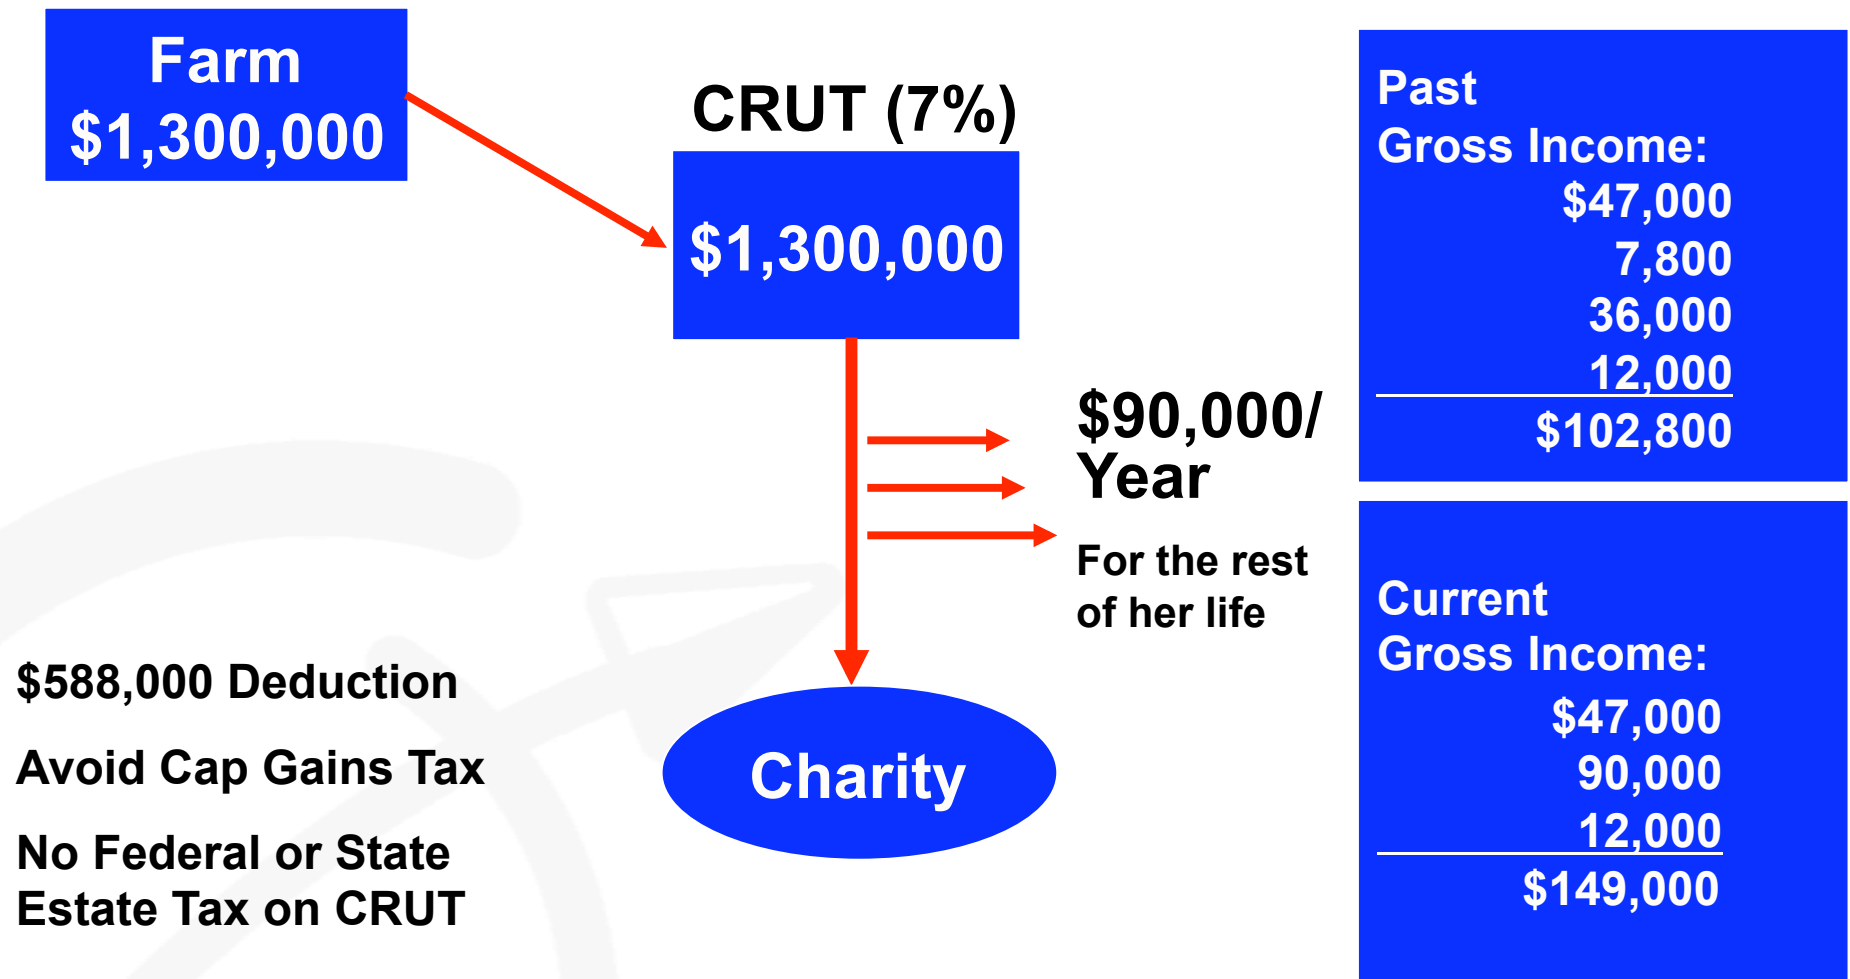 Farm
$1,300,000
CRUT (7%)
$1,300,000
$90,000/
Year
For the rest
of her life
Charity
$588,000 Deduction
Avoid Cap Gains Tax
No Federal or State
Estate Tax on CRUT
Past
Gross Income:
$47,000
7,800
36,000
12,000
$102,800
Current
Gross Income:
$47,000
90,000
12,000
$149,000